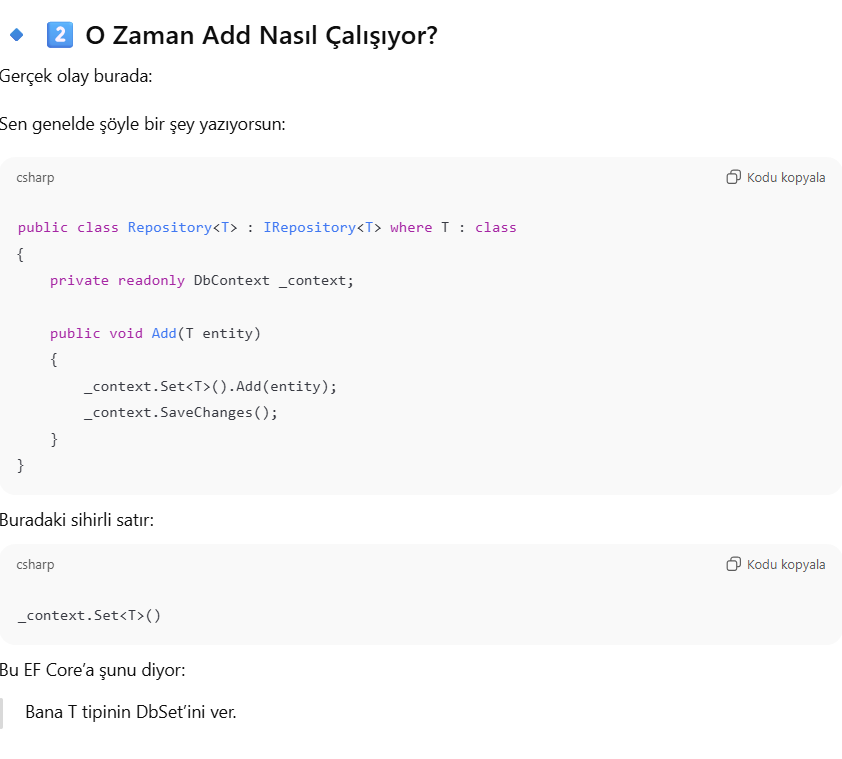 🔹 2️⃣ O Zaman Add Nasıl Çalışıyor?
Gerçek olay burada:
Sen genelde şöyle bir şey yazıyorsun:
csharp
Kodu kopyala
public class Repository<T> : IRepository<T> where T : class
{
    private readonly DbContext _context;
    public void Add(T entity)
    {
        _context.Set<T>().Add(entity);
        _context.SaveChanges();
    }
}
Buradaki sihirli satır:
csharp
Kodu kopyala
_context.Set<T>()
Bu EF Core’a şunu diyor:
Bana T tipinin DbSet’ini ver.